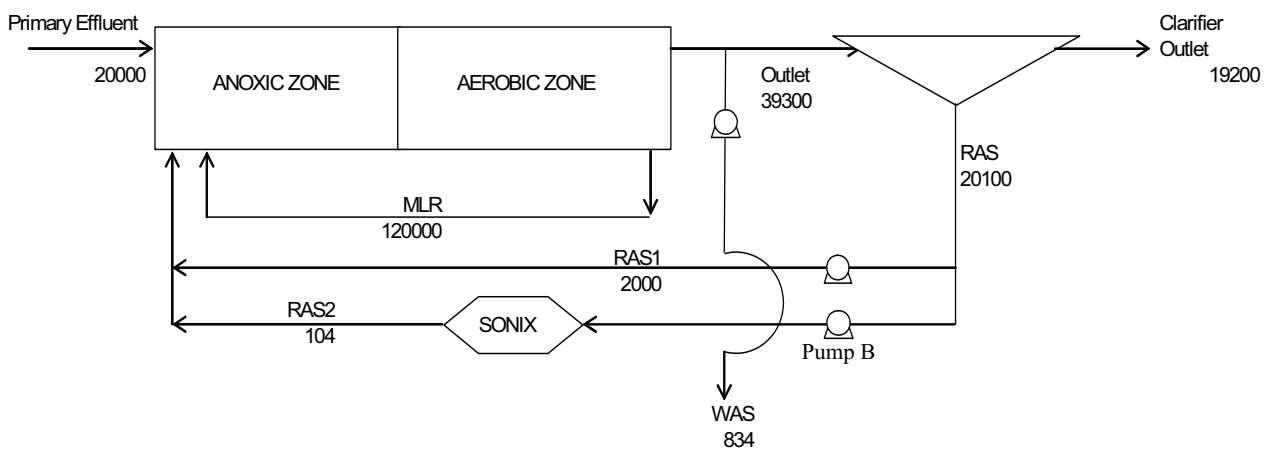 Primary Effluent
20000
ANOXIC ZONE
AEROBIC ZONE
Outlet
39300
Clarifier
Outlet
19200
RAS
20100
MLR
120000
RAS1
2000
RAS2
104
SONIX
Pump B
WAS
834